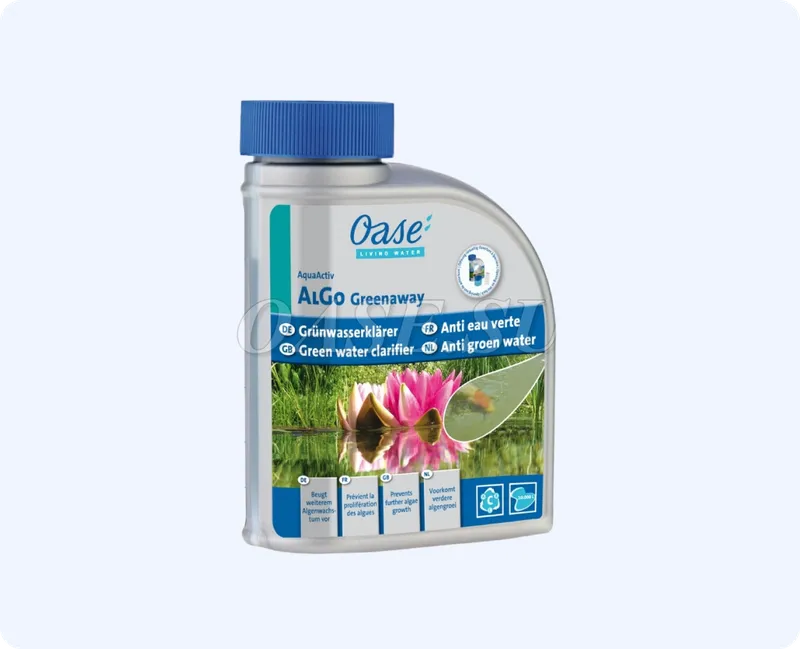 Oase
LIVING WATER
AquaActiv
ALGO Greenaway
OASE SU
DE Grünwasserklärer
FR Anti eau verte
GB Green water clarifier
NL Anti groen water
DE
Beugt
weiterem
Algenwachs-
tum vor
FR
Prévient la
prolifération
des algues
GB
Prevents
further algae
growth
NL
Voorkomt
verdere
algengroei
C